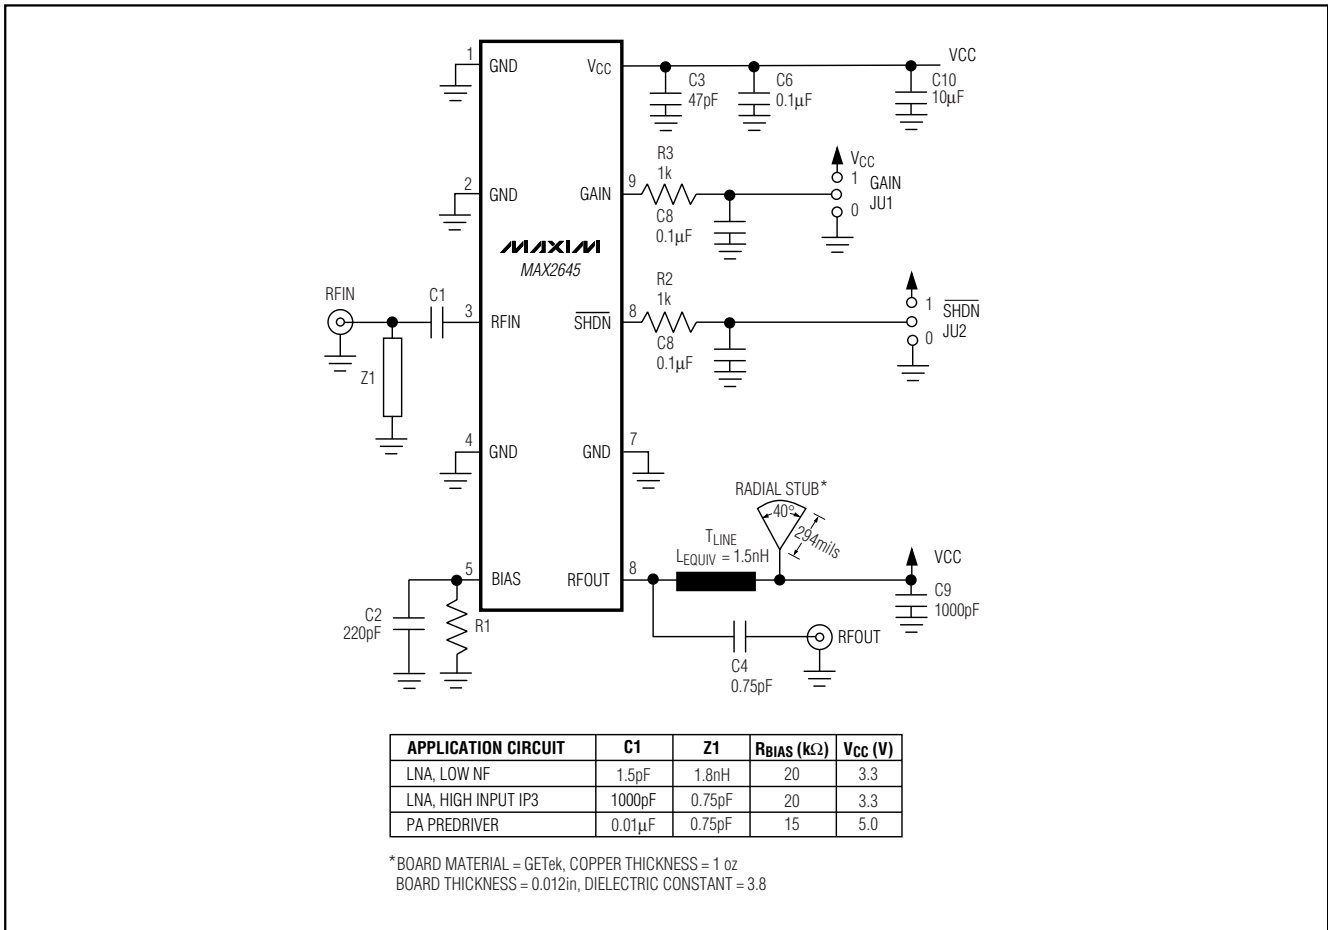 1
GND
VCC
VCC
C3
47pF
C6
0.1μF
C10
10μF
2
GND
GAIN
9
R3
1k
C8
0.1μF
VCC
1
GAIN
JU1
0
MAXIM
MAX2645
RFIN
C1
3
RFIN
Z1
SHDN
8
R2
1k
C8
0.1μF
1
SHDN
JU2
0
4
GND
GND
7
RADIAL STUB*
40°
294mils
TLINE
LEQUIV = 1.5nH
VCC
C9
1000pF
5
BIAS
RFOUT
8
C2
220pF
R1
RFOUT
C4
0.75pF
APPLICATION CIRCUIT C1 Z1 RBIAS (kΩ) VCC (V)
LNA, LOW NF 1.5pF 1.8nH 20 3.3
LNA, HIGH INPUT IP3 1000pF 0.75pF 20 3.3
PA PREDRIVER 0.01μF 0.75pF 15 5.0
*BOARD MATERIAL = GETek, COPPER THICKNESS = 1 oz
BOARD THICKNESS = 0.012in, DIELECTRIC CONSTANT = 3.8